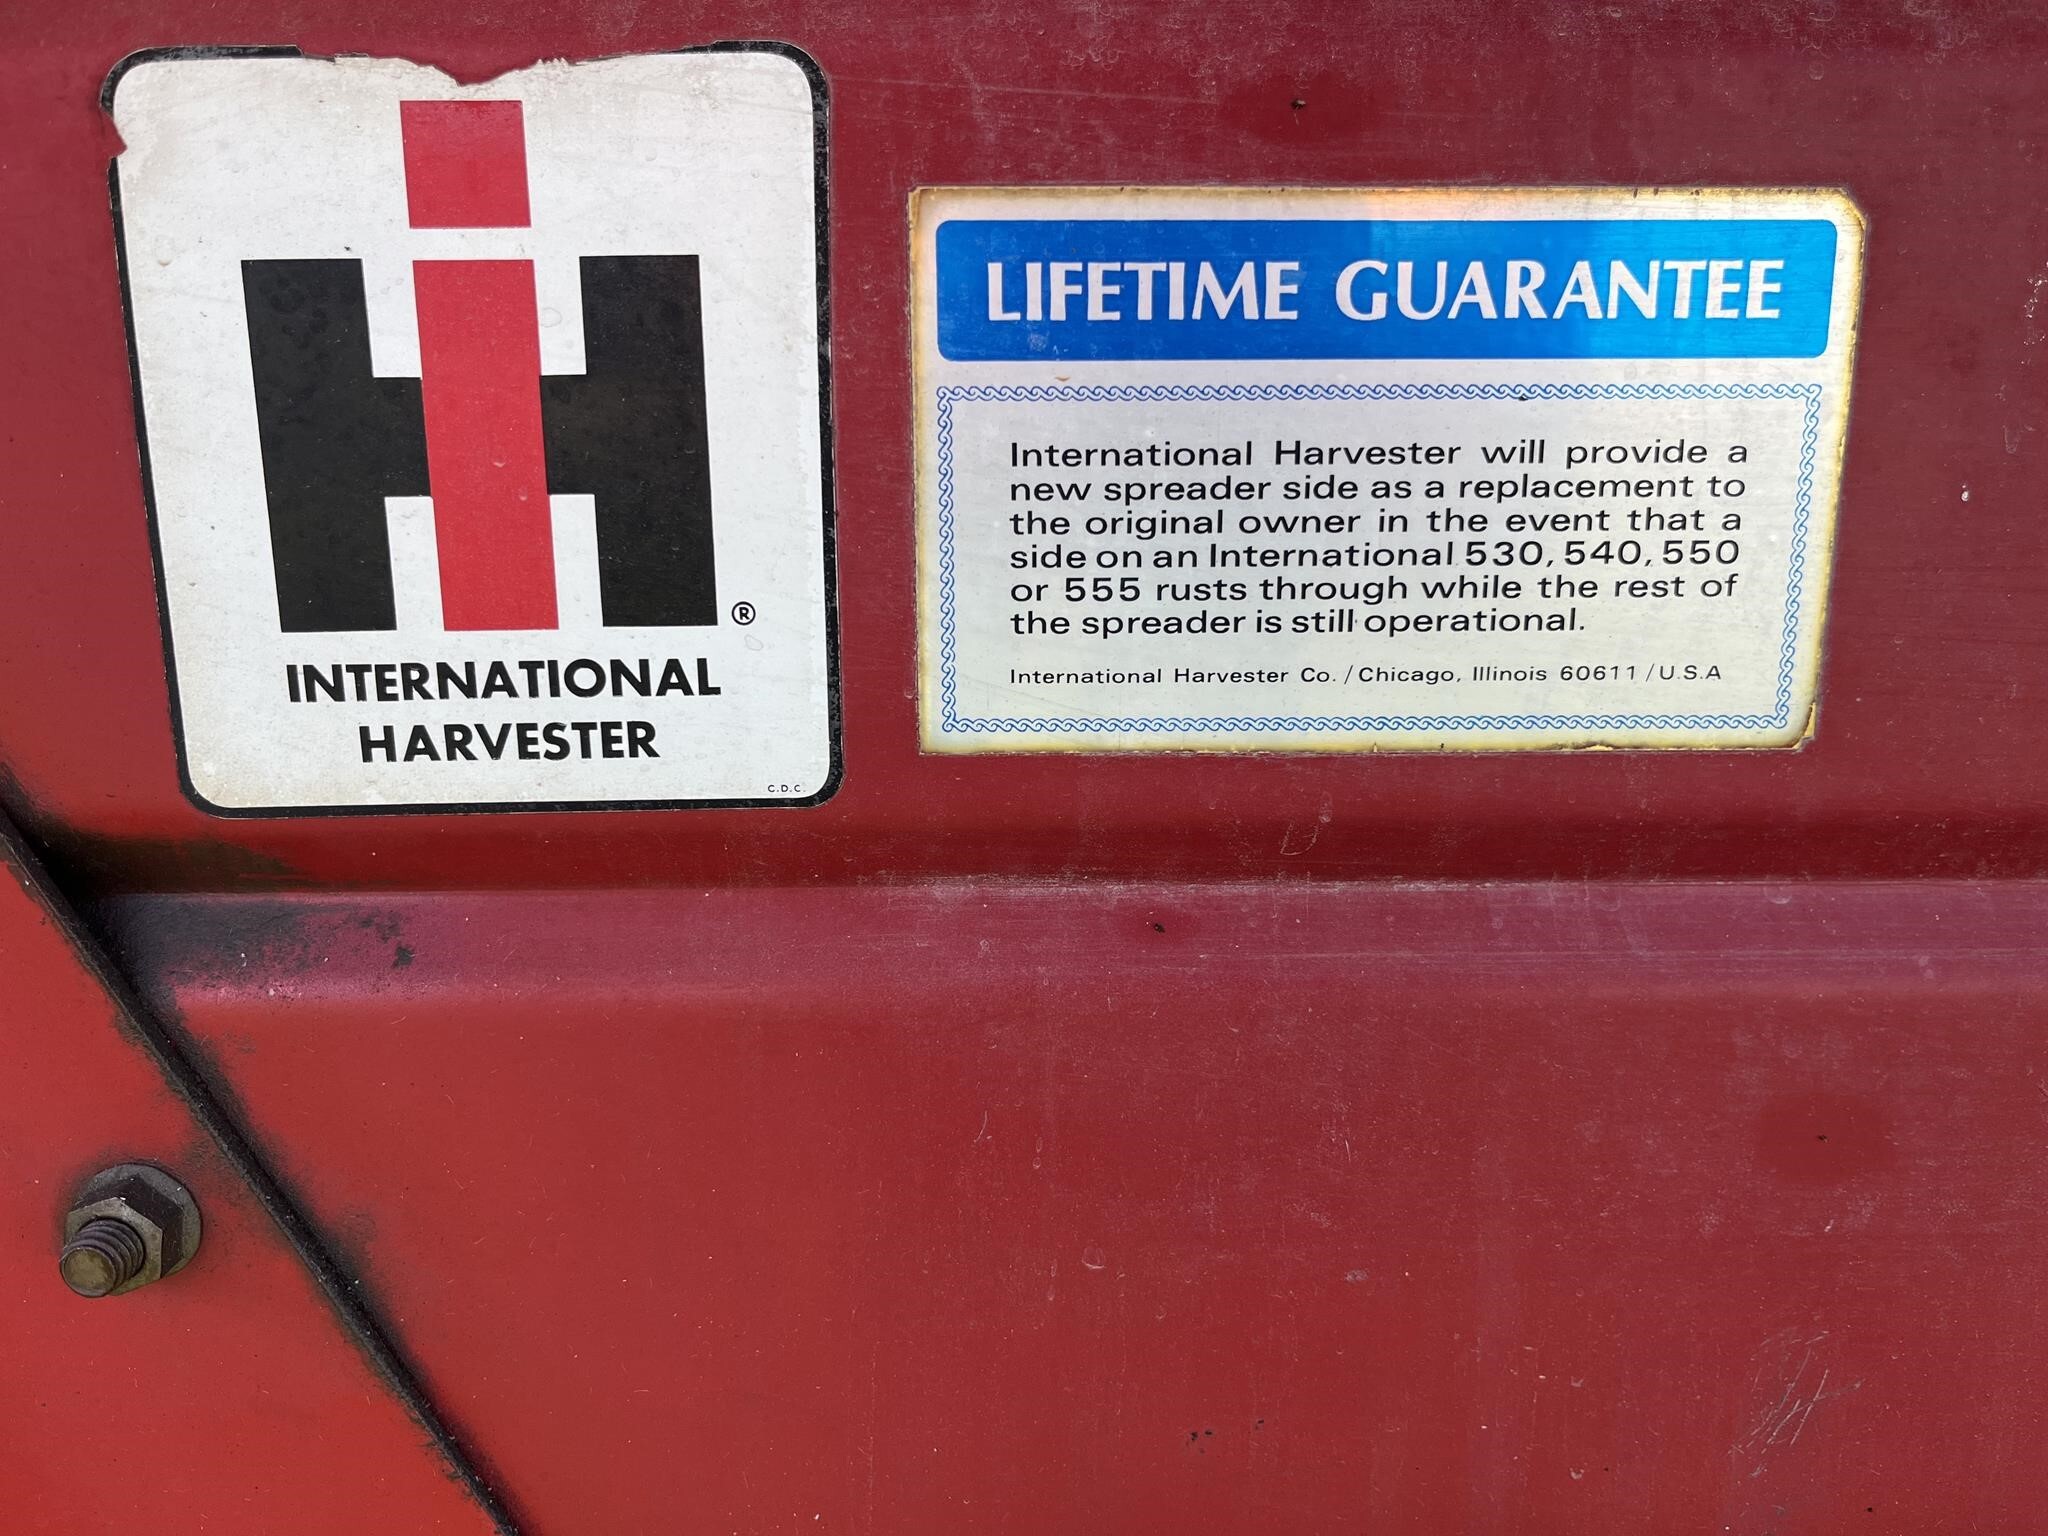 IH®
INTERNATIONAL
HARVESTER
C.D.C.
LIFETIME GUARANTEE
International Harvester will provide a
new spreader side as a replacement to
the original owner in the event that a
side on an International 530, 540, 550
or 555 rusts through while the rest of
the spreader is still operational.
International Harvester Co. / Chicago, Illinois 60611 / U.S.A